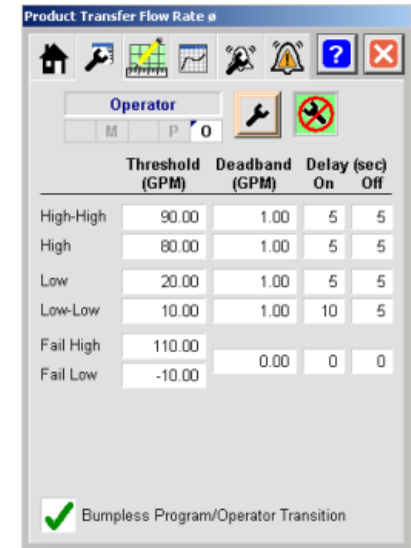 Product Transfer Flow Rate ø
?
Operator
M P O
Threshold Deadband Delay (sec)
(GPM) (GPM) On Off
High-High 90.00 1.00 5 5
High 80.00 1.00 5 5
Low 20.00 1.00 5 5
Low-Low 10.00 1.00 10 5
Fail High 110.00
0.00 0 0
Fail Low -10.00
Bumpless Program/Operator Transition